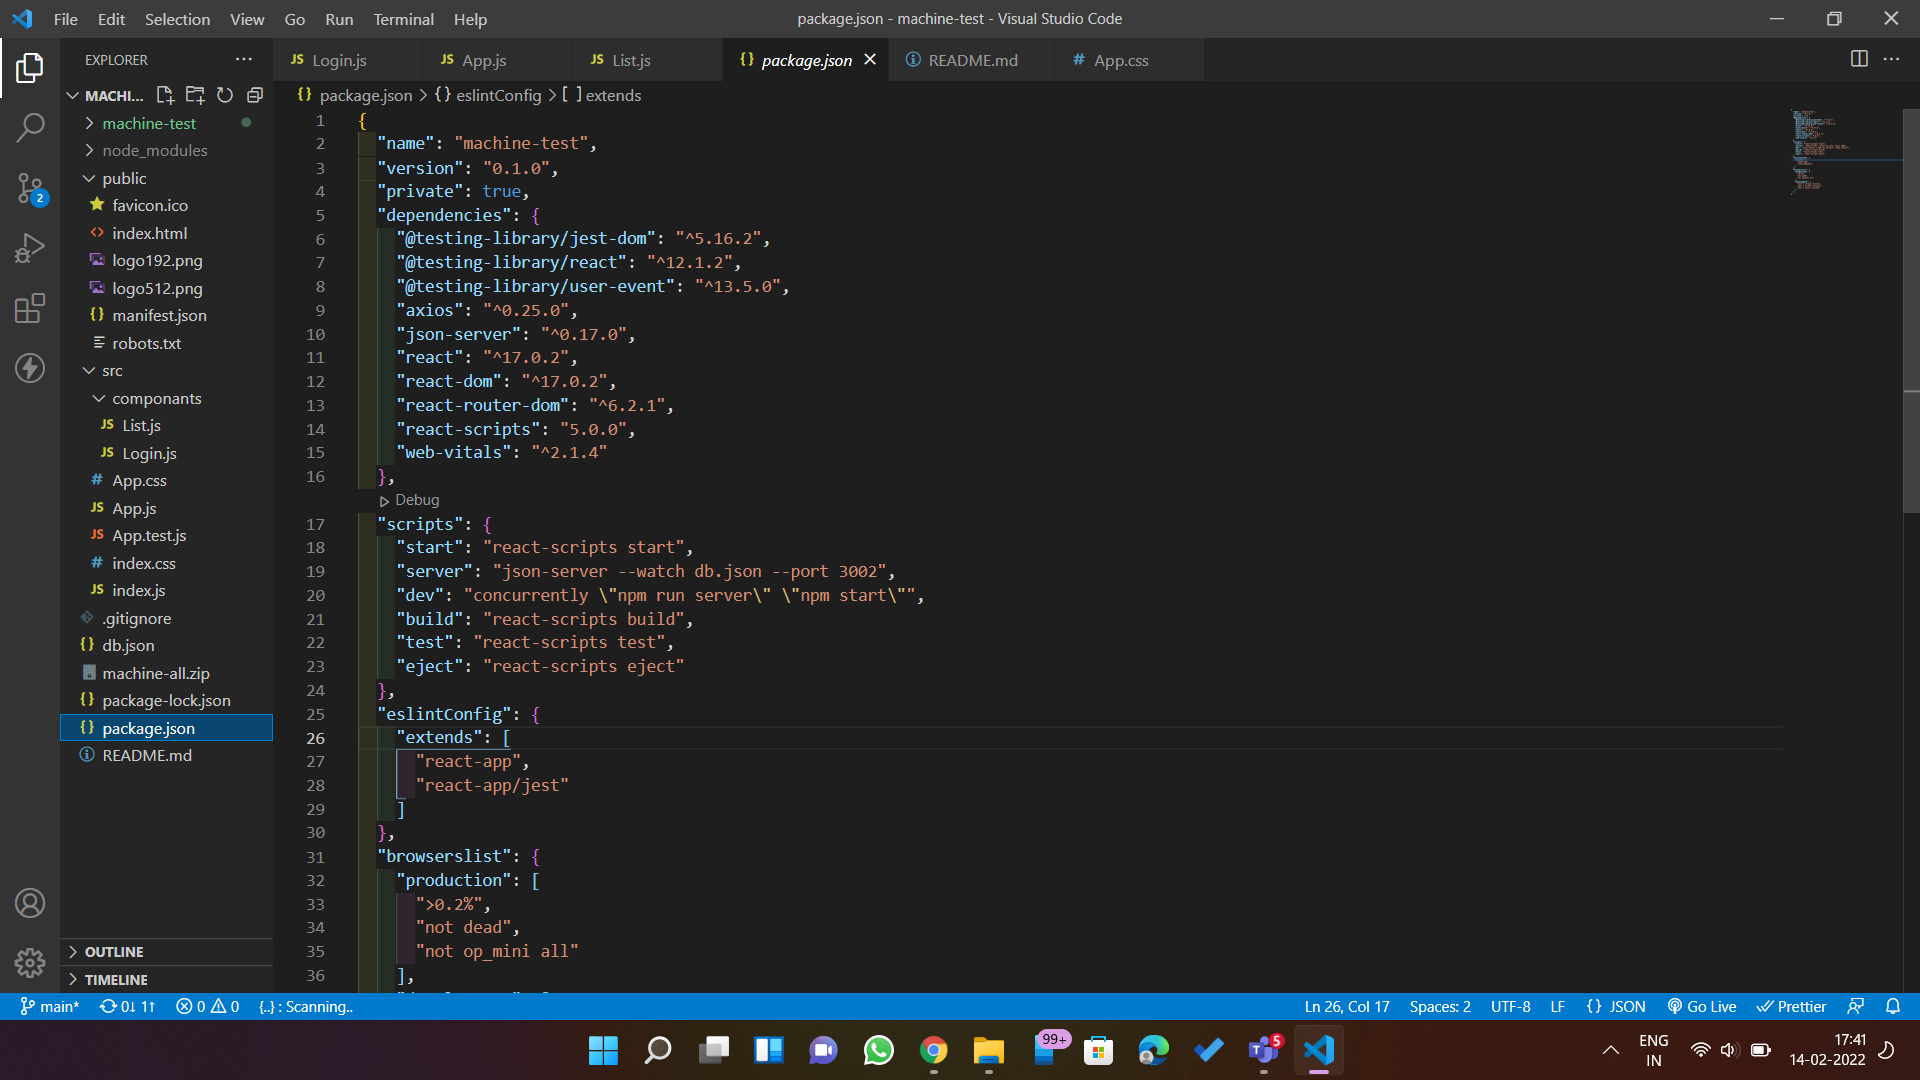 File Edit Selection View Go Run Terminal Help
package.json - machine-test - Visual Studio Code
EXPLORER
Login.js
App.js
List.js
package.json
README.md
App.css
MACHI...
package.json > {} eslintConfig > [ ] extends
machine-test
node_modules
public
favicon.ico
index.html
logo192.png
logo512.png
manifest.json
robots.txt
src
componants
List.js
Login.js
App.css
App.js
App.test.js
index.css
index.js
.gitignore
db.json
machine-all.zip
package-lock.json
package.json
README.md
OUTLINE
TIMELINE
2
1 {
2 "name": "machine-test",
3 "version": "0.1.0",
4 "private": true,
5 "dependencies": {
6 "@testing-library/jest-dom": "^5.16.2",
7 "@testing-library/react": "^12.1.2",
8 "@testing-library/user-event": "^13.5.0",
9 "axios": "^0.25.0",
10 "json-server": "^0.17.0",
11 "react": "^17.0.2",
12 "react-dom": "^17.0.2",
13 "react-router-dom": "^6.2.1",
14 "react-scripts": "5.0.0",
15 "web-vitals": "^2.1.4"
16 },
Debug
17 "scripts": {
18 "start": "react-scripts start",
19 "server": "json-server --watch db.json --port 3002",
20 "dev": "concurrently \"npm run server\" \"npm start\"",
21 "build": "react-scripts build",
22 "test": "react-scripts test",
23 "eject": "react-scripts eject"
24 },
25 "eslintConfig": {
26 "extends": [
27 "react-app",
28 "react-app/jest"
29 ]
30 },
31 "browserslist": {
32 "production": [
33 ">0.2%",
34 "not dead",
35 "not op_mini all"
36 ],
main* 0↓ 1↑ 0 0 {..} : Scanning..
Ln 26, Col 17 Spaces: 2 UTF-8 LF {} JSON Go Live Prettier
99+
5
ENG
IN
17:41
14-02-2022